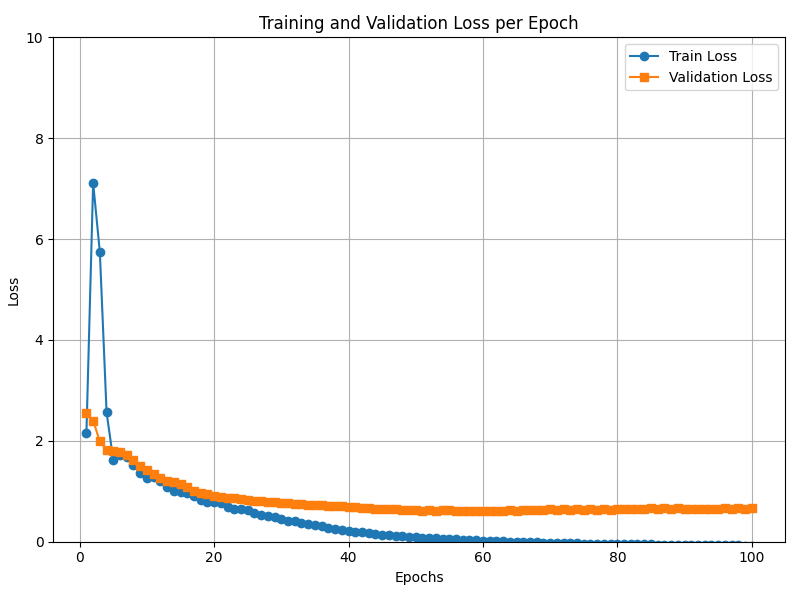 Training and Validation Loss per Epoch
Train Loss
Validation Loss
10
8
6
4
2
0
Loss
0 20 40 60 80 100
Epochs